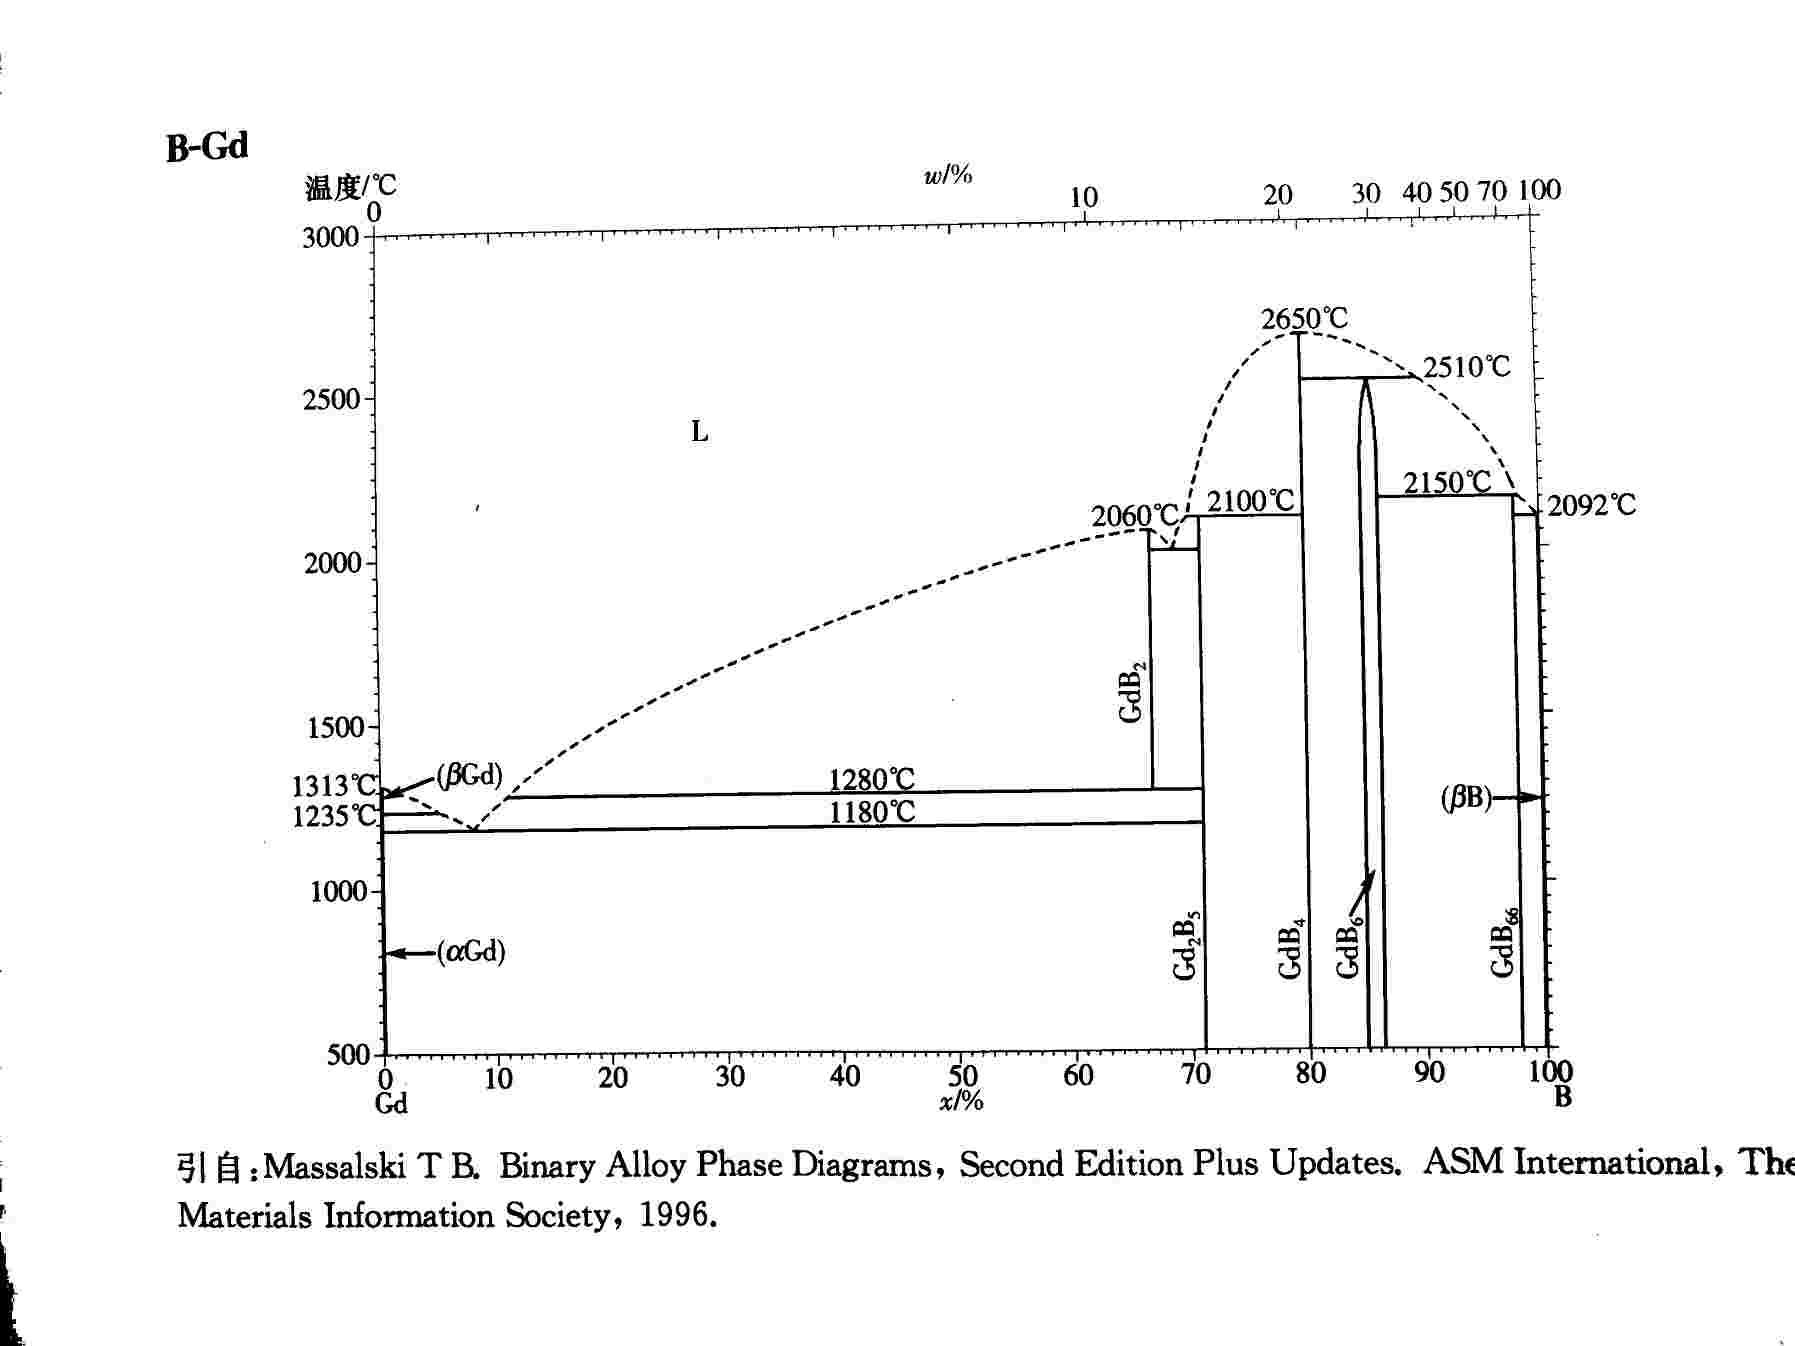 B-Gd
温度/℃
w/%
0 10 20 30 40 50 70 100
3000
2650℃
2510℃
2500
L
2150℃
2100℃
2092℃
2060℃
2000
GdB₂
1500
(βGd)
1313℃
1280℃
(βB)
1235℃
1180℃
1000
(αGd)
Gd₂B₅
GdB₄
GdB₆
GdB₆₆
500
0 10 20 30 40 50 60 70 80 90 100
Gd x/% B
引自:Massalski T B. Binary Alloy Phase Diagrams, Second Edition Plus Updates. ASM International, The
Materials Information Society, 1996.